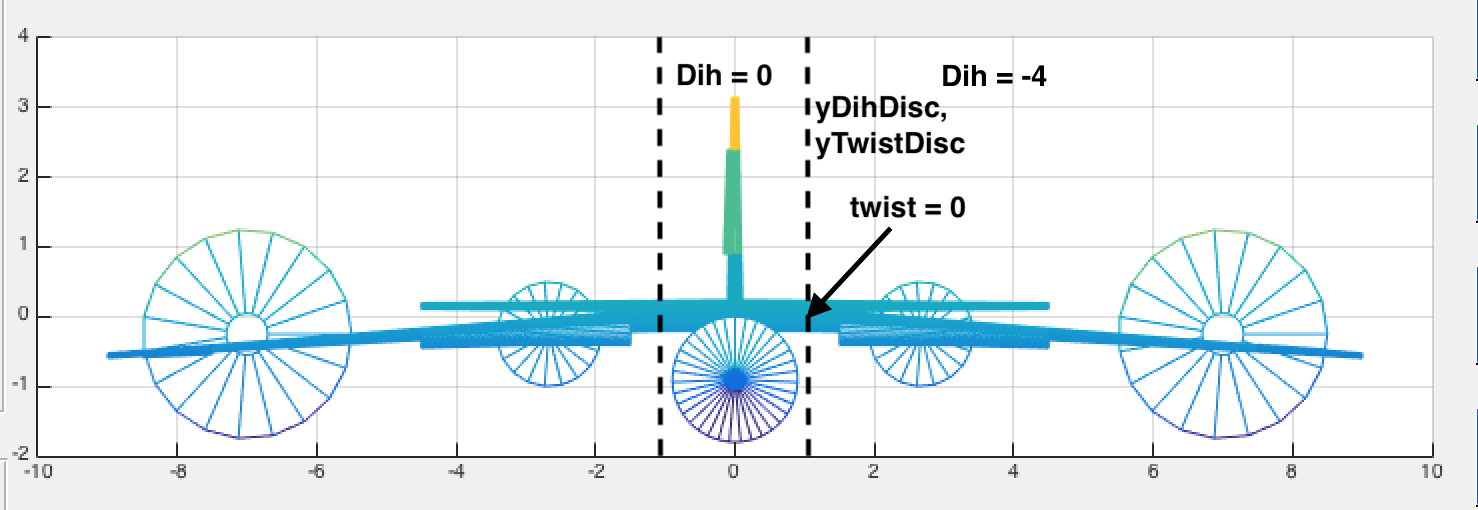 4
Dih = 0
Dih = -4
3
yDihDisc,
yTwistDisc
2
twist = 0
1
0
-1
-2
-10 -8 -6 -4 -2 0 2 4 6 8 10